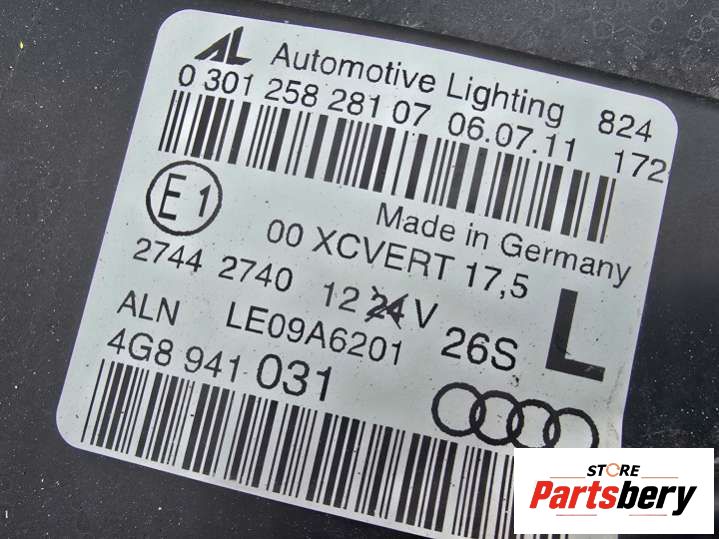 AL Automotive Lighting 824
0 301 258 281 07 06.07.11 172
Made in Germany
E1
00 XCVERT 17,5
2744 2740 12 24 V
ALN LE09A6201 26S L
4G8 941 031
STORE
Partsbery